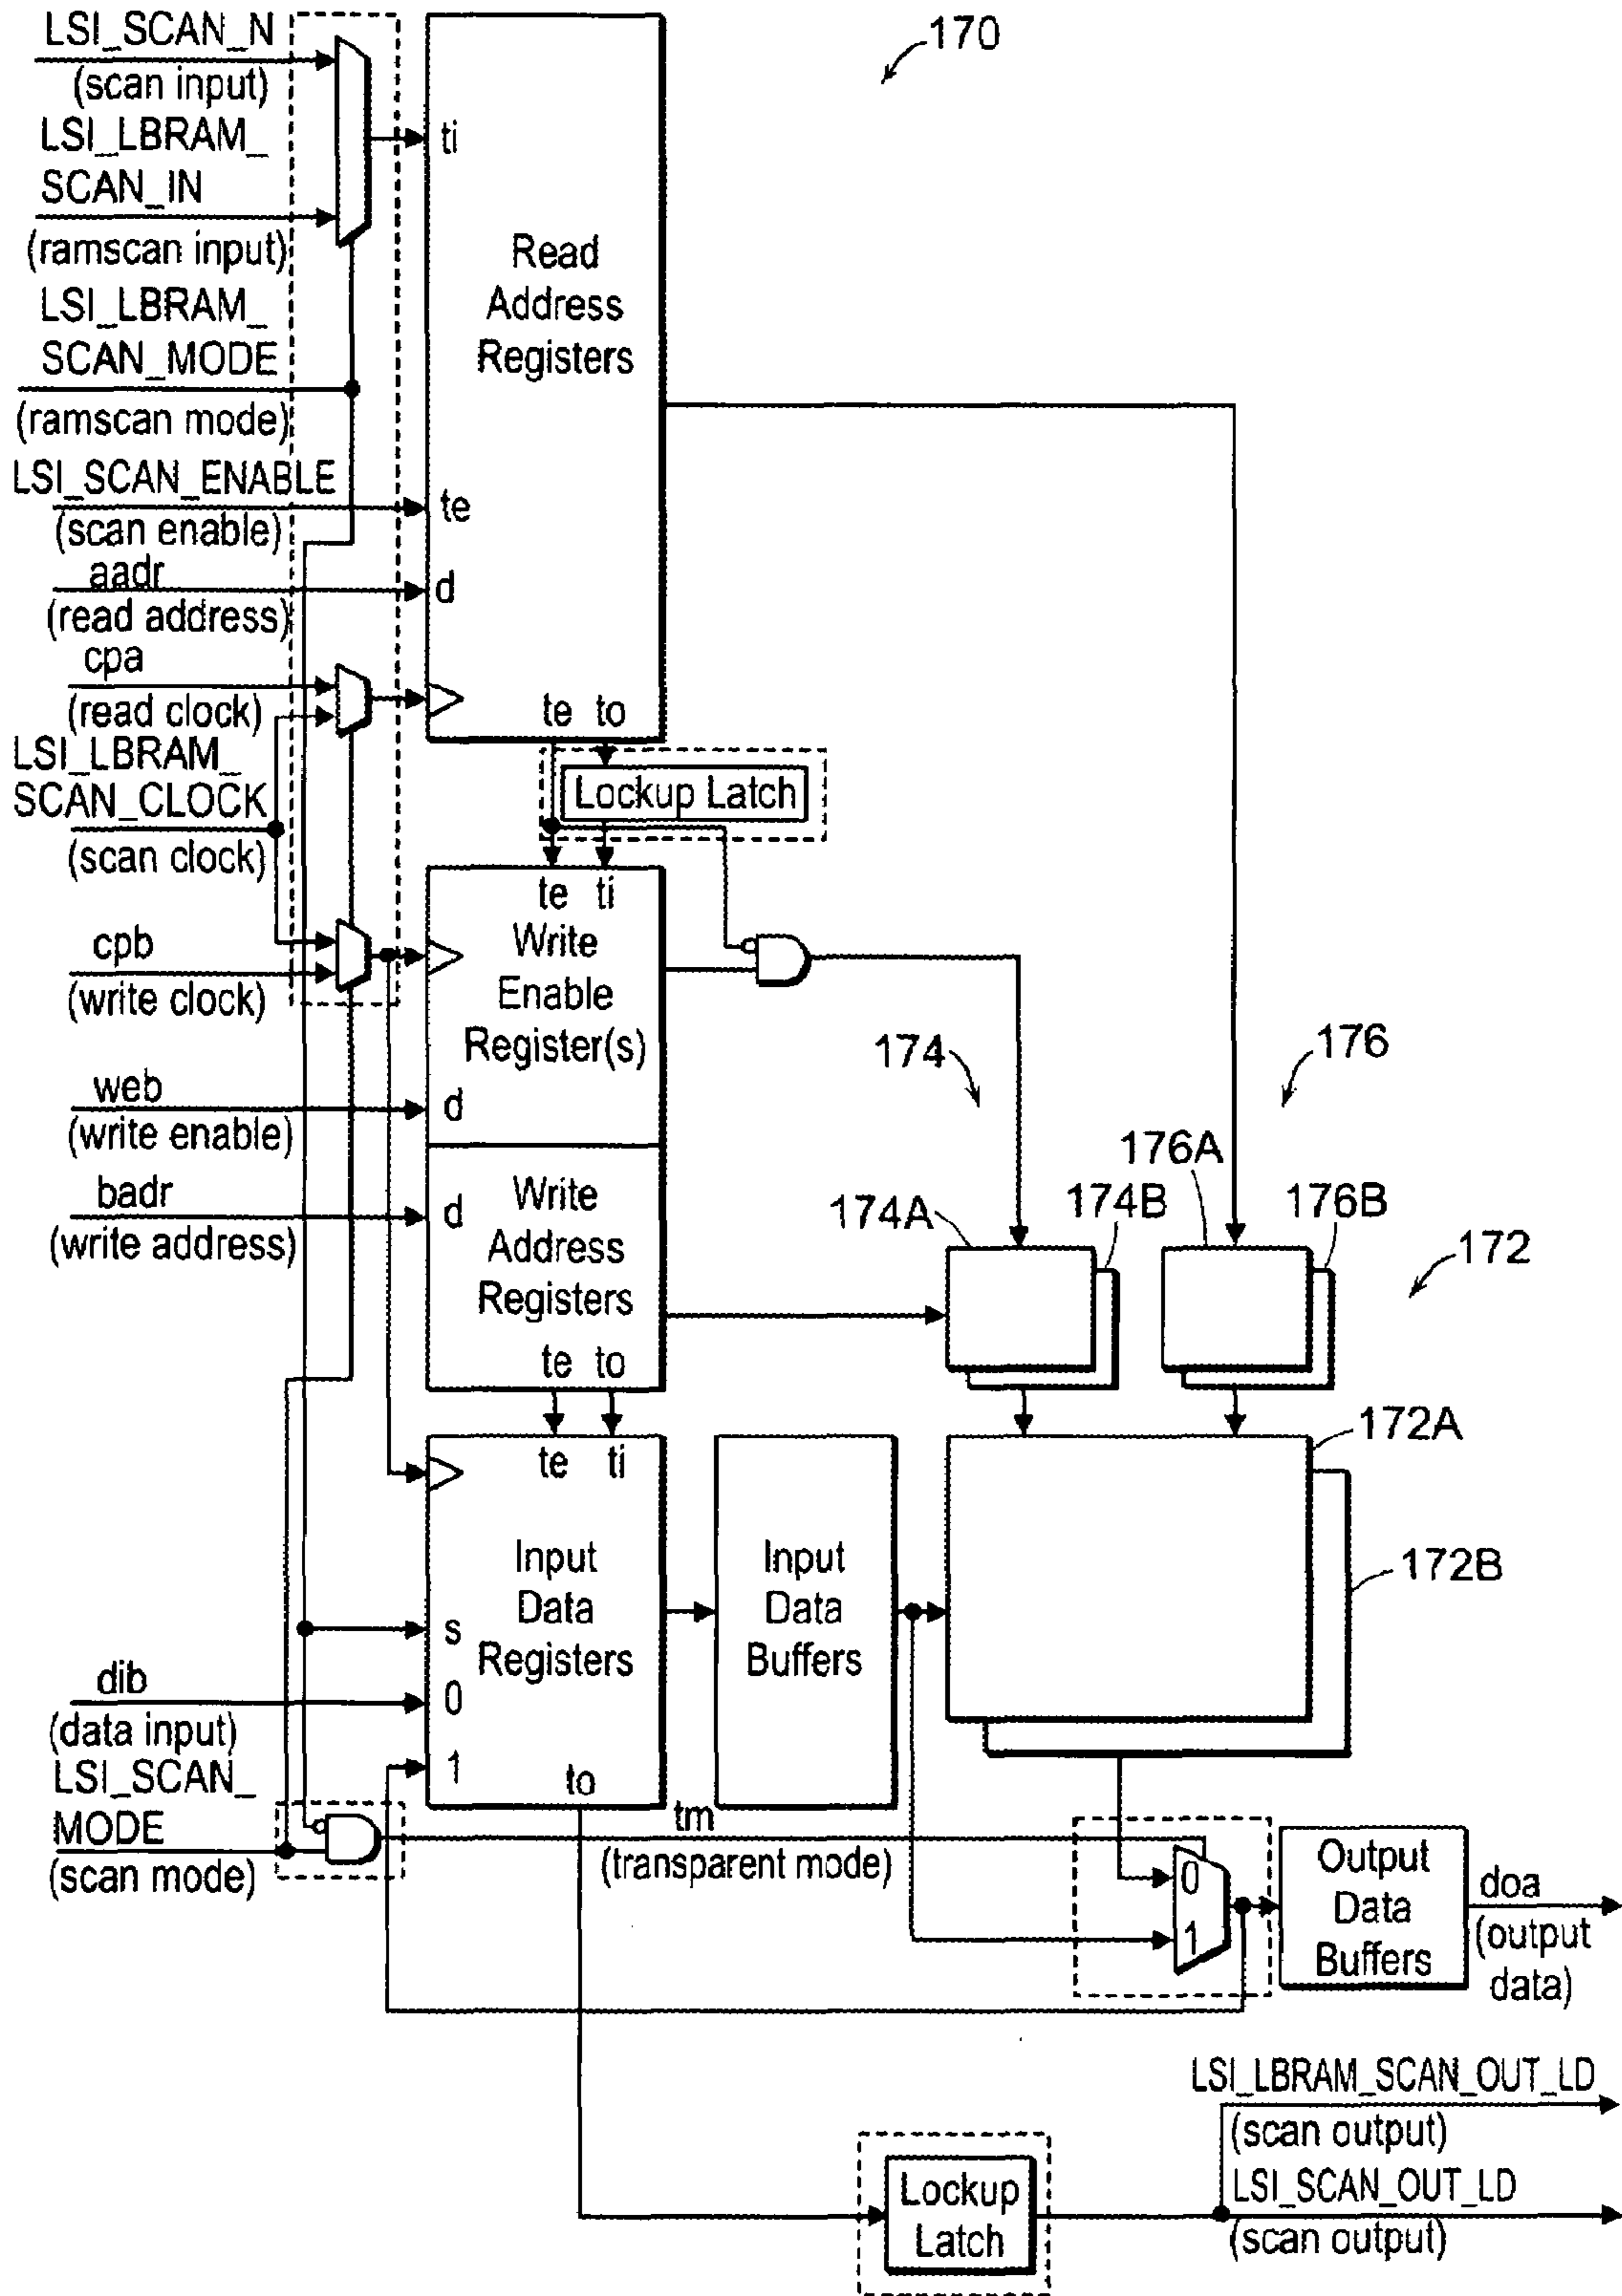 LSI_SCAN_N
(scan input)
LSI_LBRAM_
SCAN_IN
(ramscan input)
LSI_LBRAM_
SCAN_MODE
(ramscan mode)
LSI_SCAN_ENABLE
(scan enable)
aadr
(read address)
cpa
(read clock)
LSI_LBRAM_
SCAN_CLOCK
(scan clock)
cpb
(write clock)
web
(write enable)
badr
(write address)
dib
(data input)
LSI_SCAN_
MODE
(scan mode)
ti
Read
Address
Registers
te
d
te to
170
Lockup Latch
te ti
Write
Enable
Register(s)
d
Write
Address
Registers
d
te to
174
176
174A
174B
176A
176B
172
172A
172B
te ti
Input
Data
Registers
s
0
1
to
Input
Data
Buffers
tm
(transparent mode)
0
1
Output
Data
Buffers
doa
(output
data)
LSI_LBRAM_SCAN_OUT_LD
(scan output)
LSI_SCAN_OUT_LD
(scan output)
Lockup
Latch